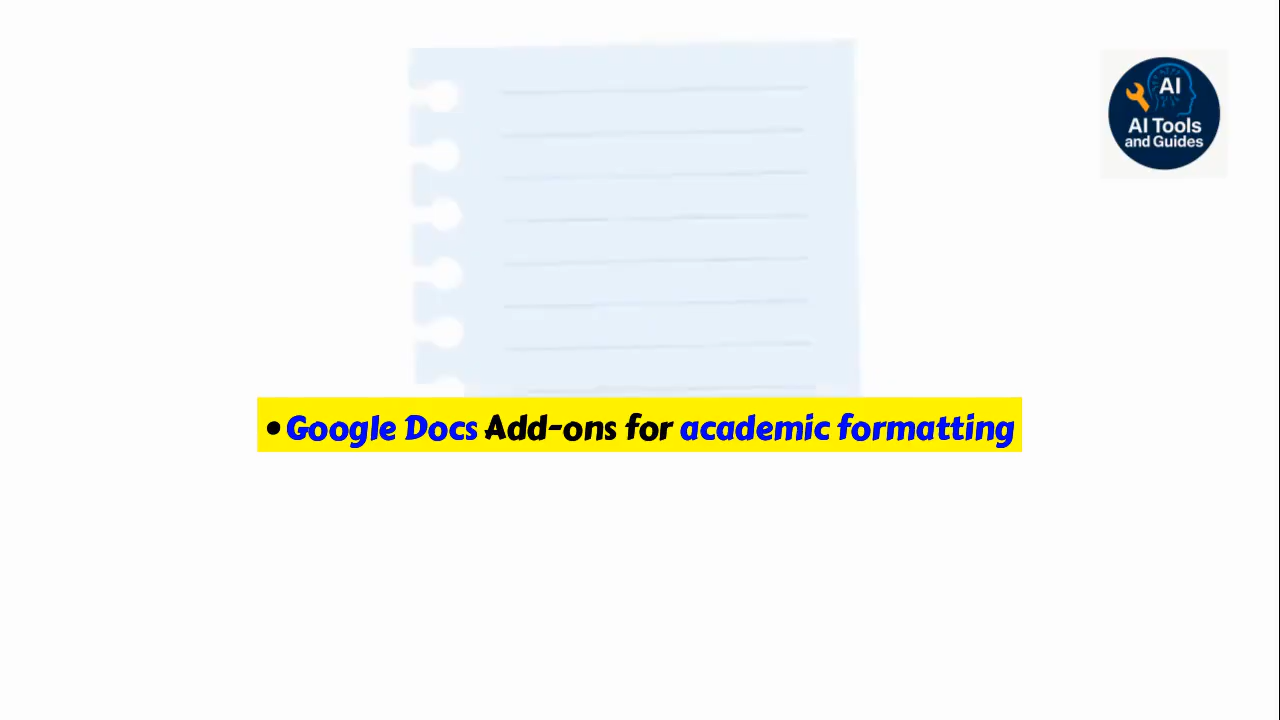 AI
AI Tools
and Guides
•Google Docs Add-ons for academic formatting